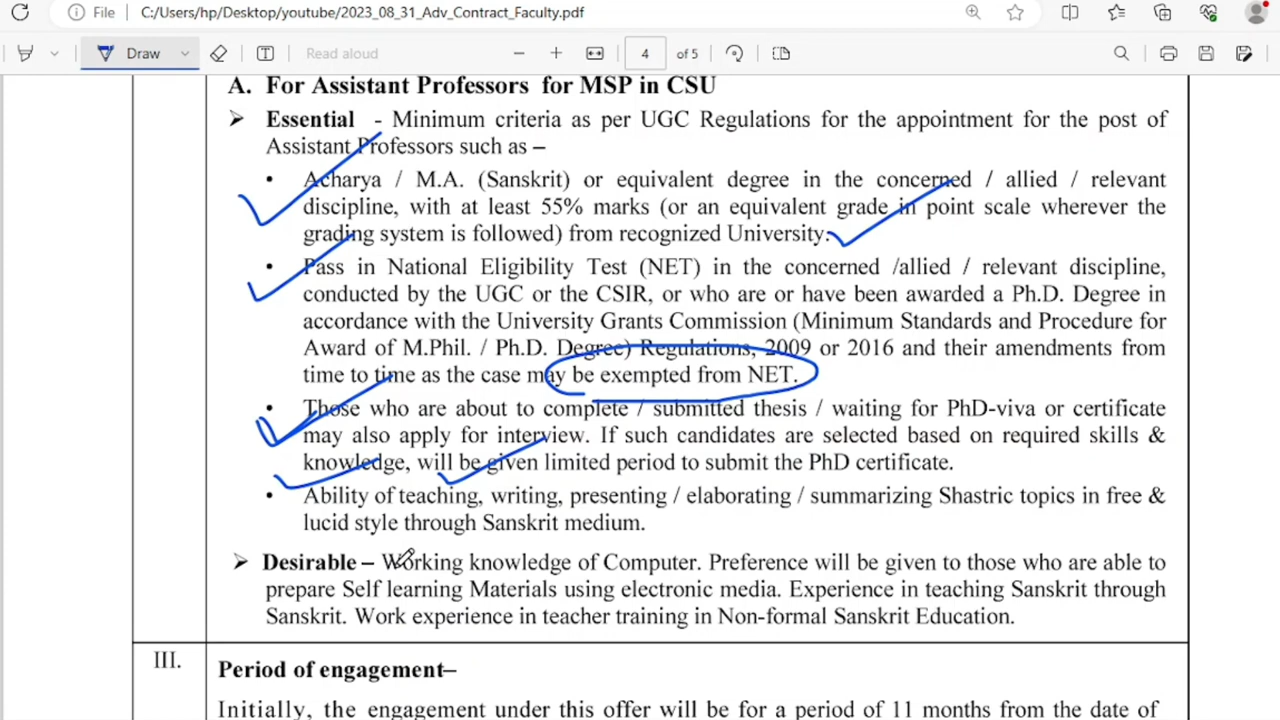 File
C:/Users/hp/Desktop/youtube/2023_08_31_Adv_Contract_Faculty.pdf
Draw
Read aloud
4 of 5
A. For Assistant Professors for MSP in CSU
➢ Essential - Minimum criteria as per UGC Regulations for the appointment for the post of
Assistant Professors such as –
• Acharya / M.A. (Sanskrit) or equivalent degree in the concerned / allied / relevant
discipline, with at least 55% marks (or an equivalent grade in point scale wherever the
grading system is followed) from recognized University.
• Pass in National Eligibility Test (NET) in the concerned /allied / relevant discipline,
conducted by the UGC or the CSIR, or who are or have been awarded a Ph.D. Degree in
accordance with the University Grants Commission (Minimum Standards and Procedure for
Award of M.Phil. / Ph.D. Degree) Regulations, 2009 or 2016 and their amendments from
time to time as the case may be exempted from NET.
• Those who are about to complete / submitted thesis / waiting for PhD-viva or certificate
may also apply for interview. If such candidates are selected based on required skills &
knowledge, will be given limited period to submit the PhD certificate.
• Ability of teaching, writing, presenting / elaborating / summarizing Shastric topics in free &
lucid style through Sanskrit medium.
➢ Desirable – Working knowledge of Computer. Preference will be given to those who are able to
prepare Self learning Materials using electronic media. Experience in teaching Sanskrit through
Sanskrit. Work experience in teacher training in Non-formal Sanskrit Education.
III.
Period of engagement–
Initially, the engagement under this offer will be for a period of 11 months from the date of